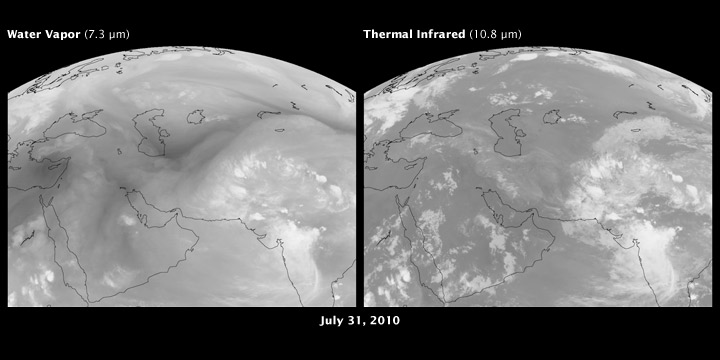 Water Vapor (7.3 µm)
Thermal Infrared (10.8 µm)
July 31, 2010